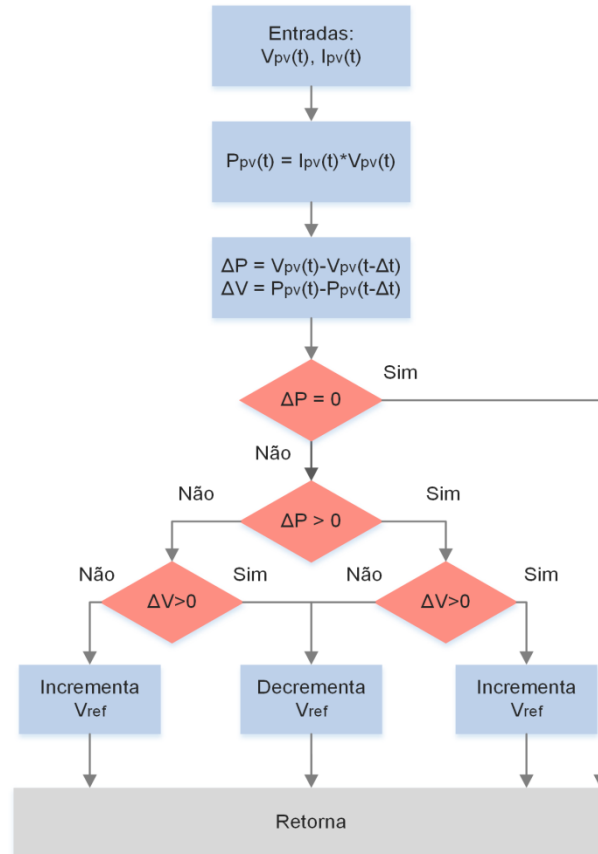 Entradas:
Vpv(t), Ipv(t)
Ppv(t) = Ipv(t)*Vpv(t)
ΔP = Vpv(t)-Vpv(t-Δt)
ΔV = Ppv(t)-Ppv(t-Δt)
Sim
ΔP = 0
Não
Não
Sim
ΔP > 0
Não
Sim
Não
Sim
ΔV>0
ΔV>0
Incrementa
Vref
Decrementa
Vref
Incrementa
Vref
Retorna